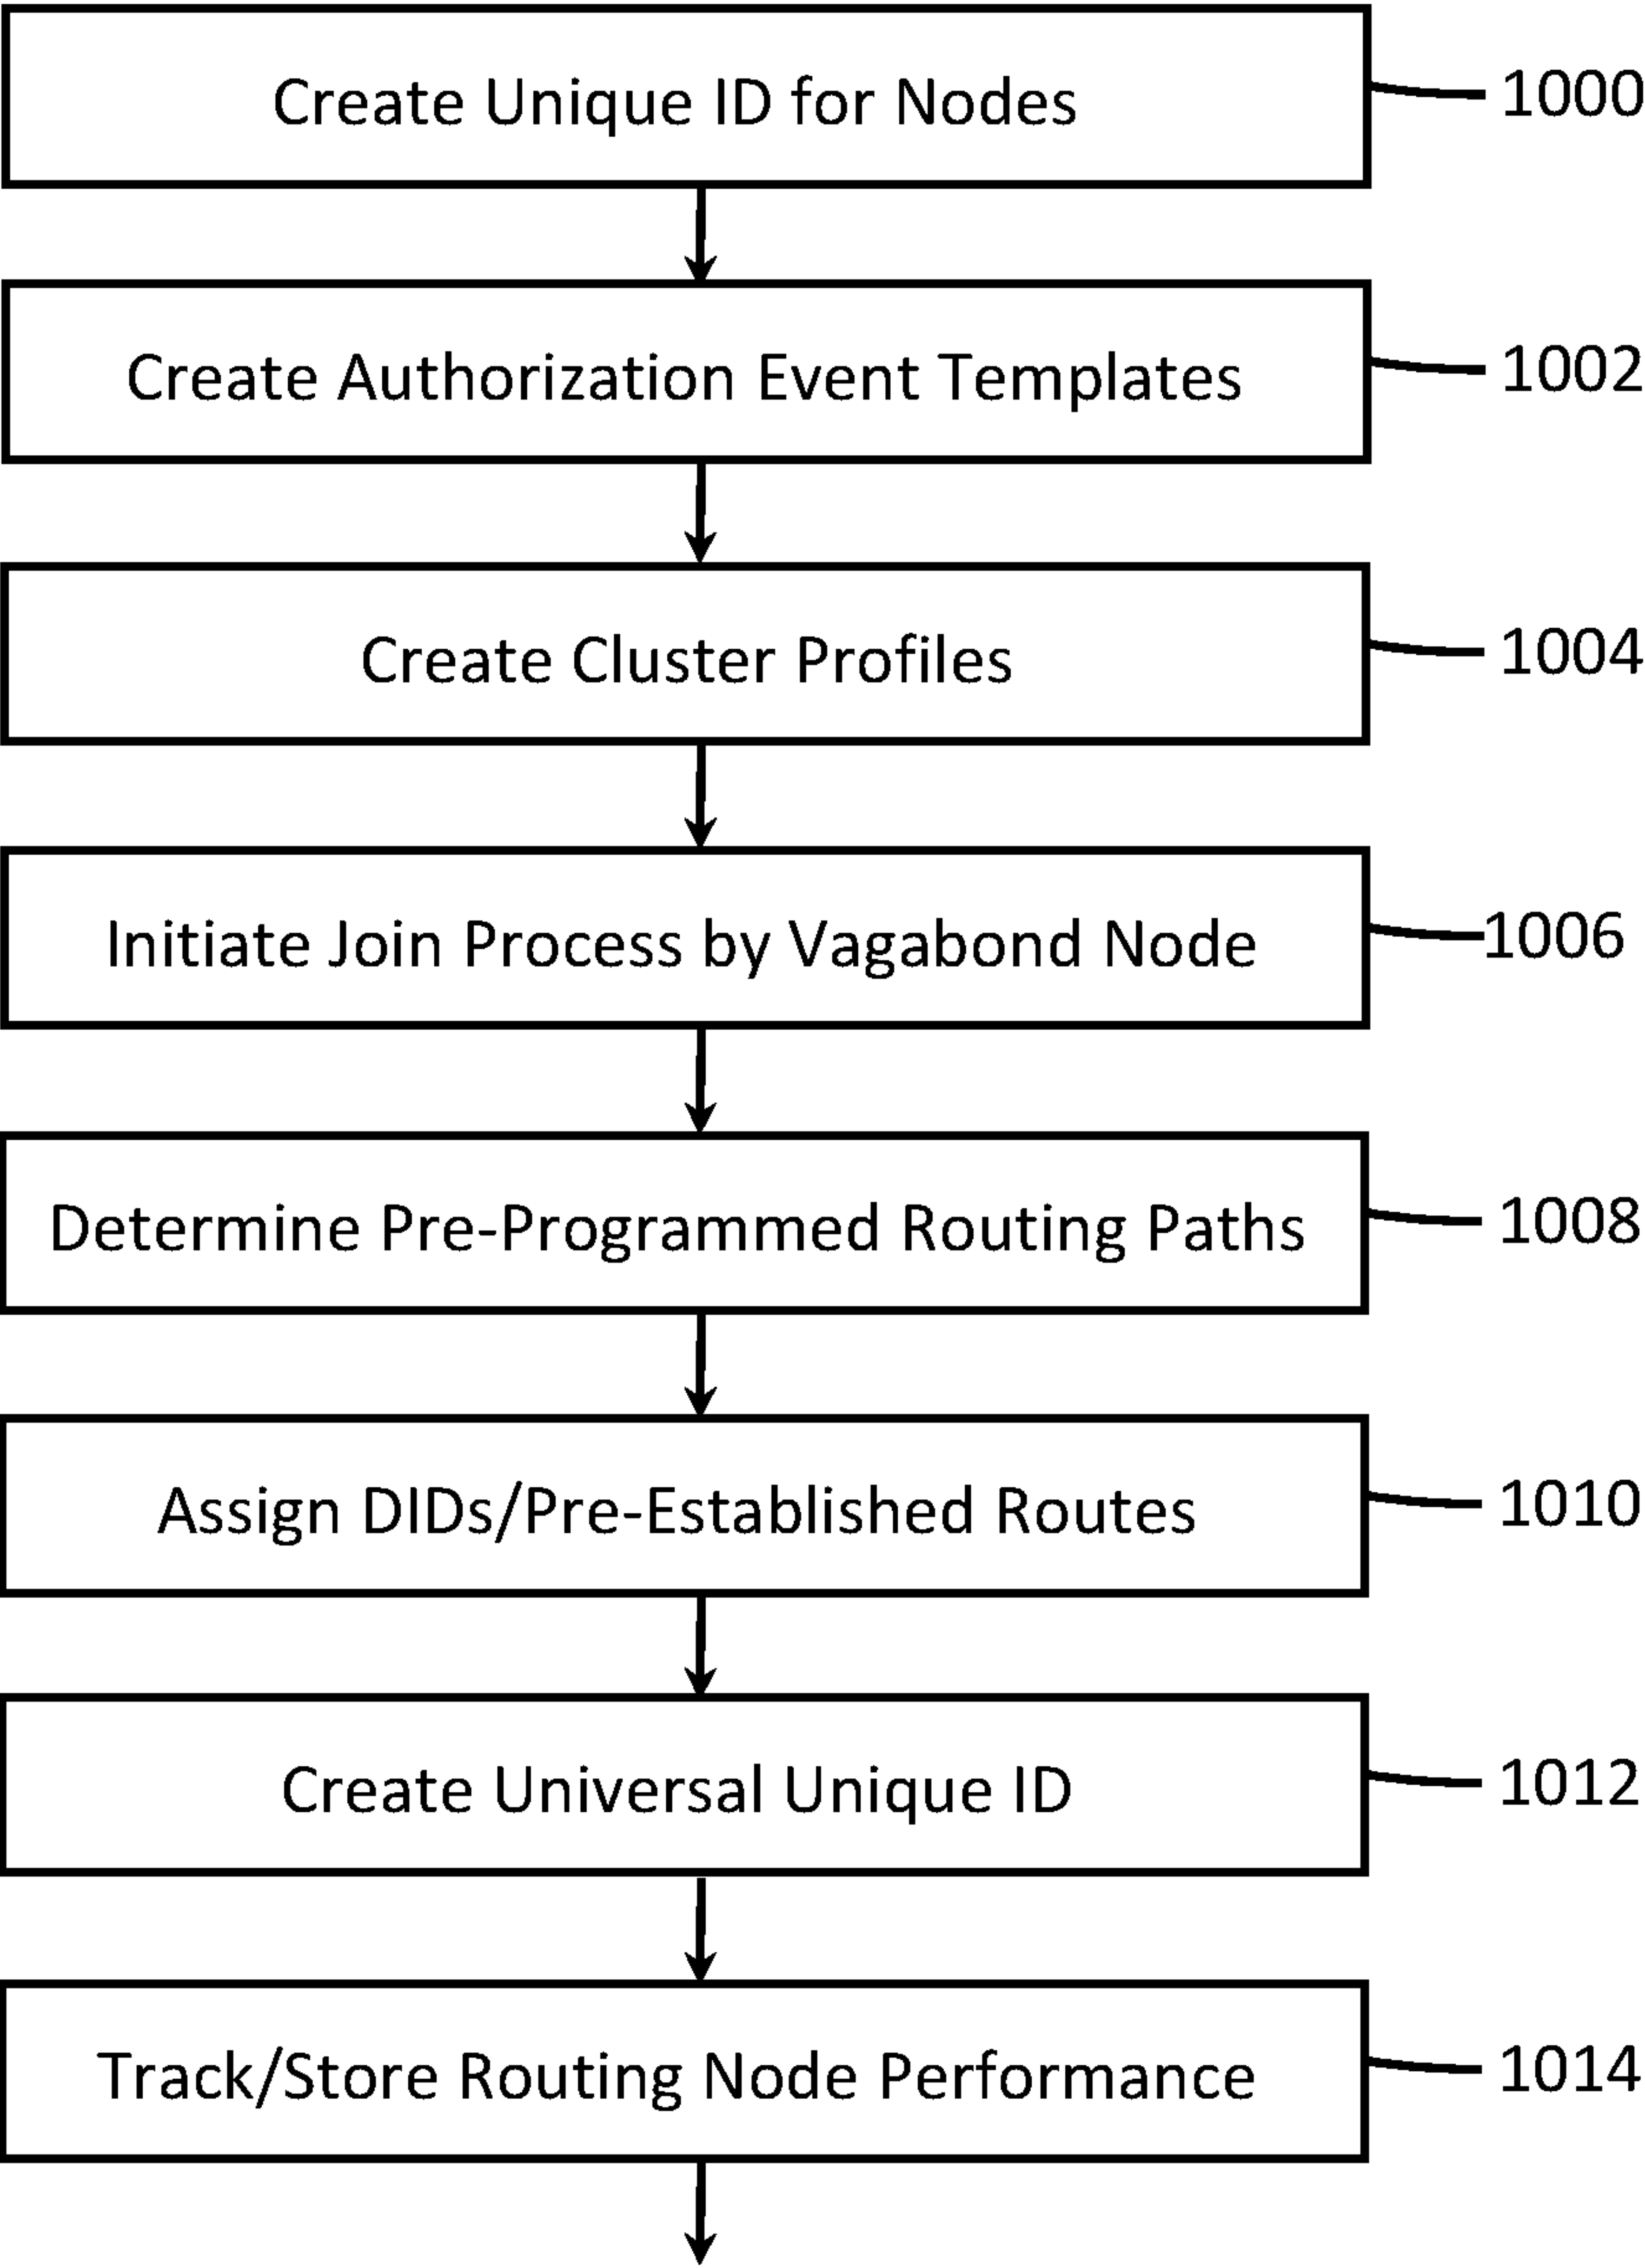 Create Unique ID for Nodes 1000
Create Authorization Event Templates 1002
Create Cluster Profiles 1004
Initiate Join Process by Vagabond Node 1006
Determine Pre-Programmed Routing Paths 1008
Assign DIDs/Pre-Established Routes 1010
Create Universal Unique ID 1012
Track/Store Routing Node Performance 1014